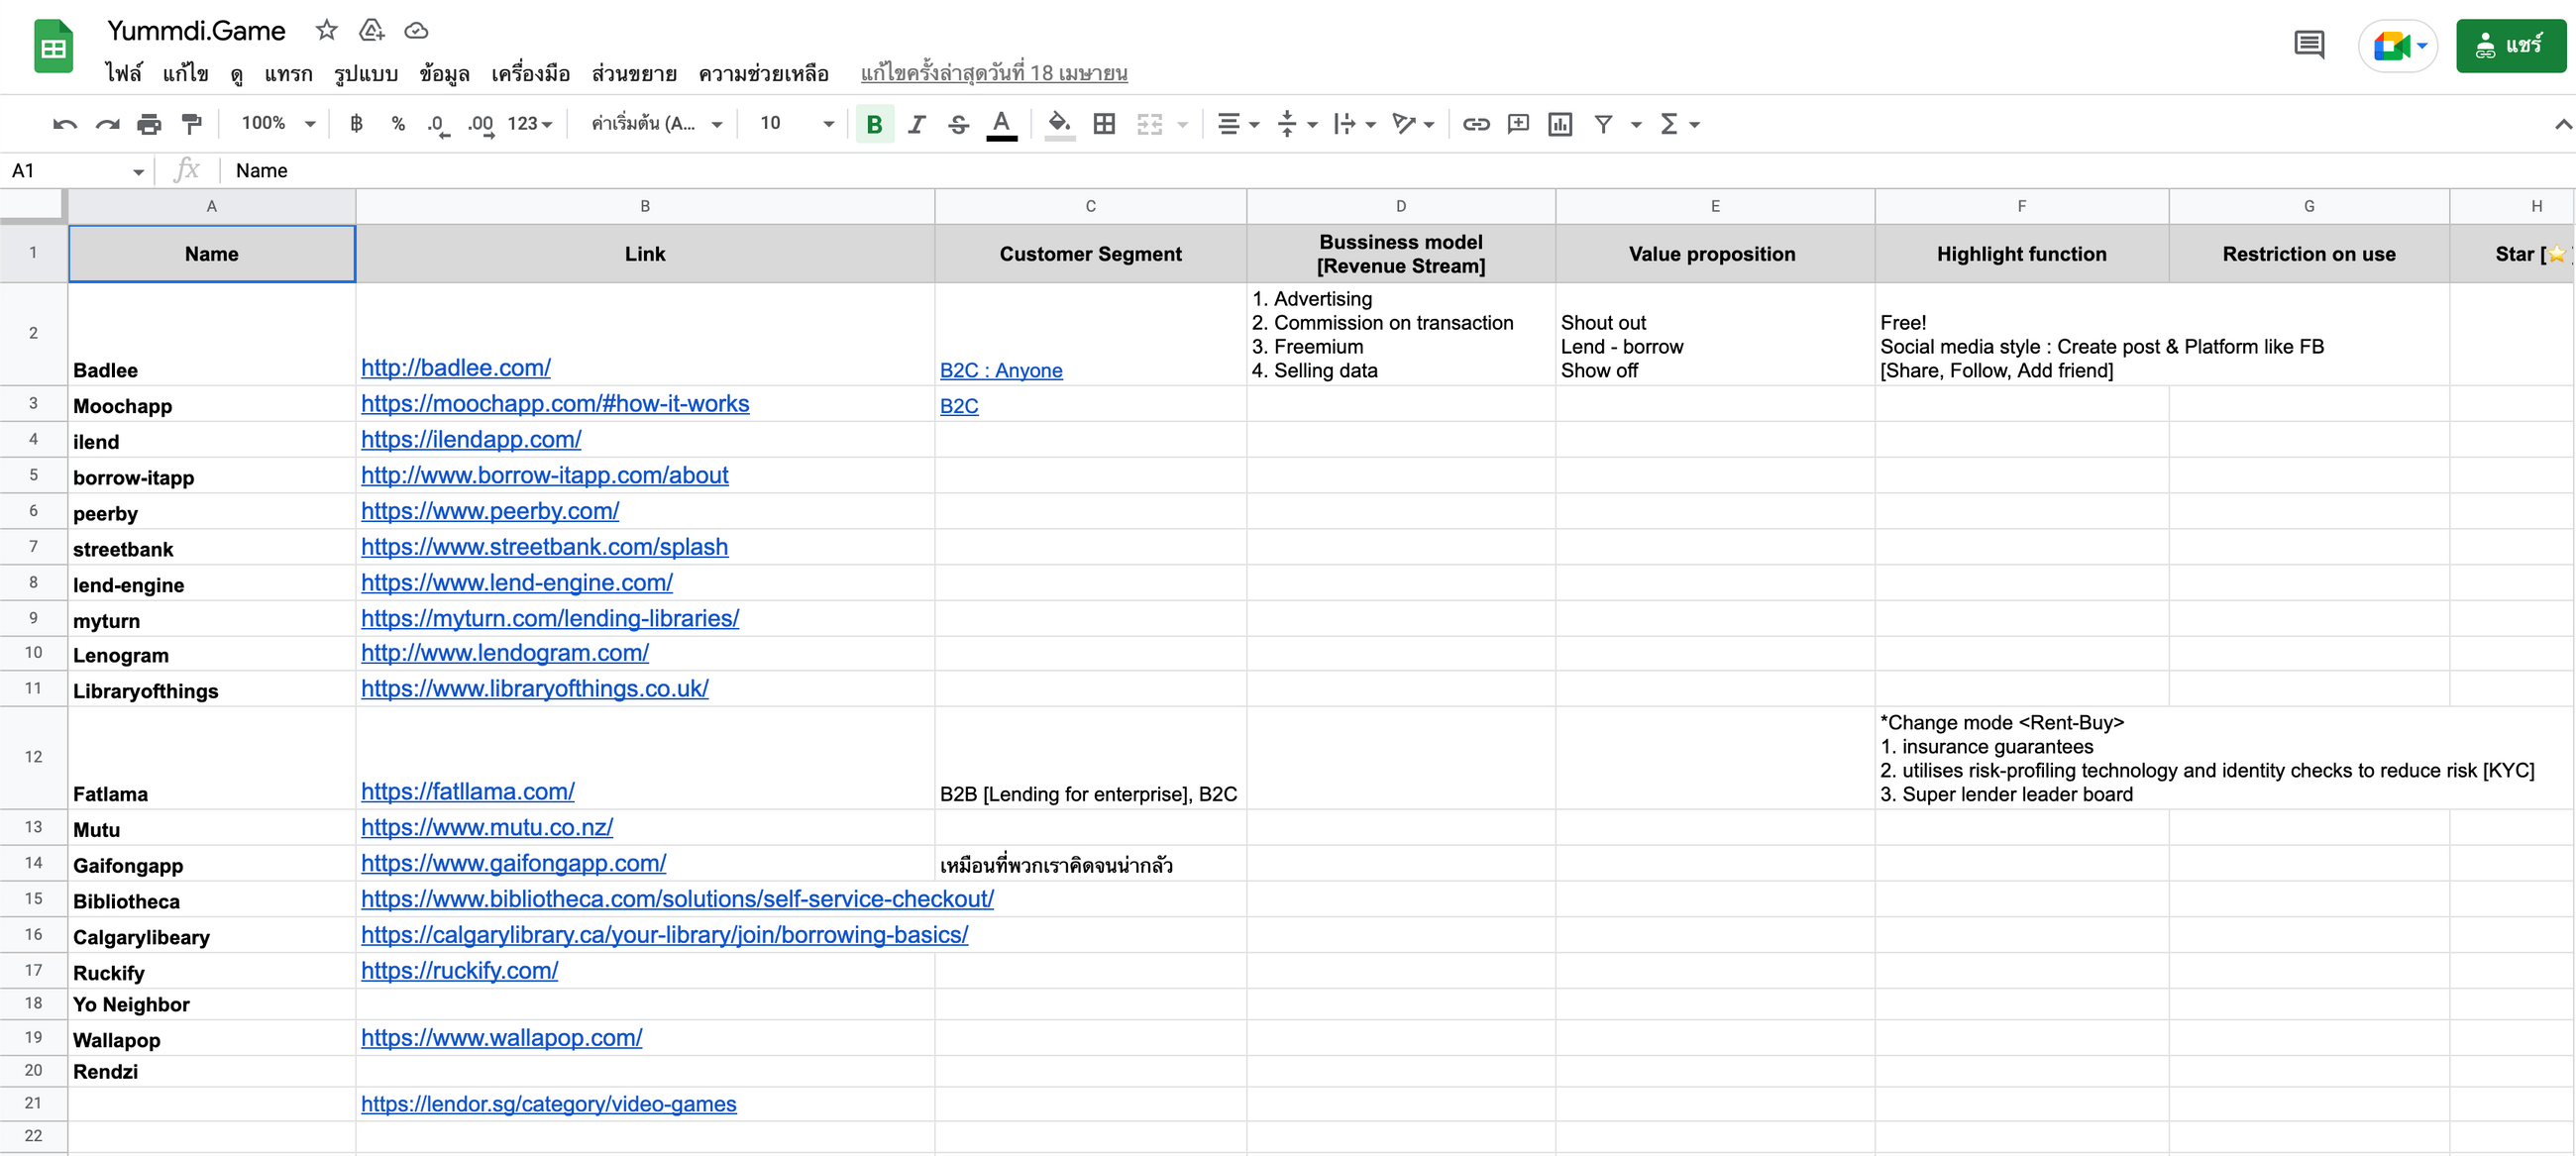 Yummdi.Game
ไฟล์ แก้ไข ดู แทรก รูปแบบ ข้อมูล เครื่องมือ ส่วนขยาย ความช่วยเหลือ แก้ไขครั้งล่าสุดวันที่ 18 เมษายน
แชร์
100% ฿ % .0 .00 123 ค่าเริ่มต้น (A... 10 B I S A
A1 fx Name
A B C D E F G H
1 Name Link Customer Segment Bussiness model Value proposition Highlight function Restriction on use Star [⭐
[Revenue Stream]
2 Badlee http://badlee.com/ B2C : Anyone
1. Advertising
2. Commission on transaction
3. Freemium
4. Selling data
Shout out
Lend - borrow
Show off
Free!
Social media style : Create post & Platform like FB
[Share, Follow, Add friend]
3 Moochapp https://moochapp.com/#how-it-works B2C
4 ilend https://ilendapp.com/
5 borrow-itapp http://www.borrow-itapp.com/about
6 peerby https://www.peerby.com/
7 streetbank https://www.streetbank.com/splash
8 lend-engine https://www.lend-engine.com/
9 myturn https://myturn.com/lending-libraries/
10 Lenogram http://www.lendogram.com/
11 Libraryofthings https://www.libraryofthings.co.uk/
12 Fatlama https://fatllama.com/ B2B [Lending for enterprise], B2C
*Change mode <Rent-Buy>
1. insurance guarantees
2. utilises risk-profiling technology and identity checks to reduce risk [KYC]
3. Super lender leader board
13 Mutu https://www.mutu.co.nz/
14 Gaifongapp https://www.gaifongapp.com/ เหมือนที่พวกเราคิดจนน่ากลัว
15 Bibliotheca https://www.bibliotheca.com/solutions/self-service-checkout/
16 Calgarylibeary https://calgarylibrary.ca/your-library/join/borrowing-basics/
17 Ruckify https://ruckify.com/
18 Yo Neighbor
19 Wallapop https://www.wallapop.com/
20 Rendzi
21 https://lendor.sg/category/video-games
22